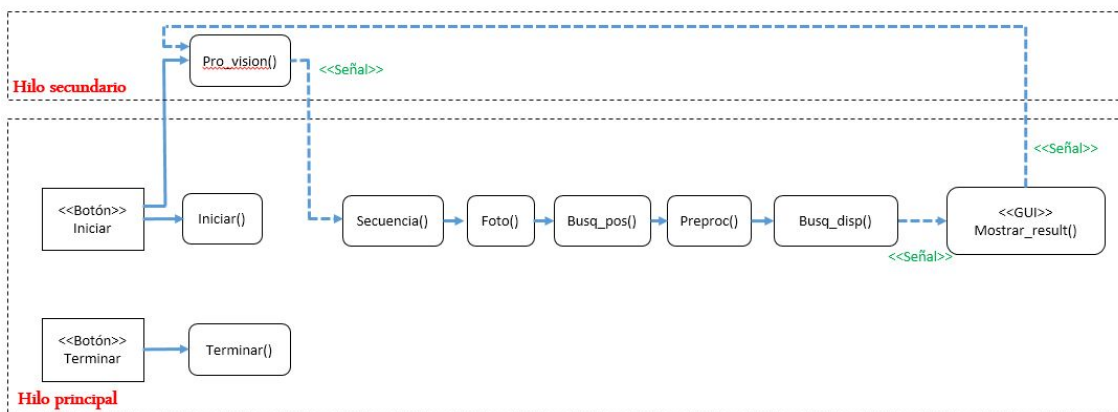 Pro_vision()
<<Señal>>
Hilo secundario
<<Señal>>
<<Botón>>
Iniciar
Iniciar()
Secuencia()
Foto()
Busq_pos()
Preproc()
Busq_disp()
<<GUI>>
Mostrar_result()
<<Señal>>
<<Botón>>
Terminar
Terminar()
Hilo principal